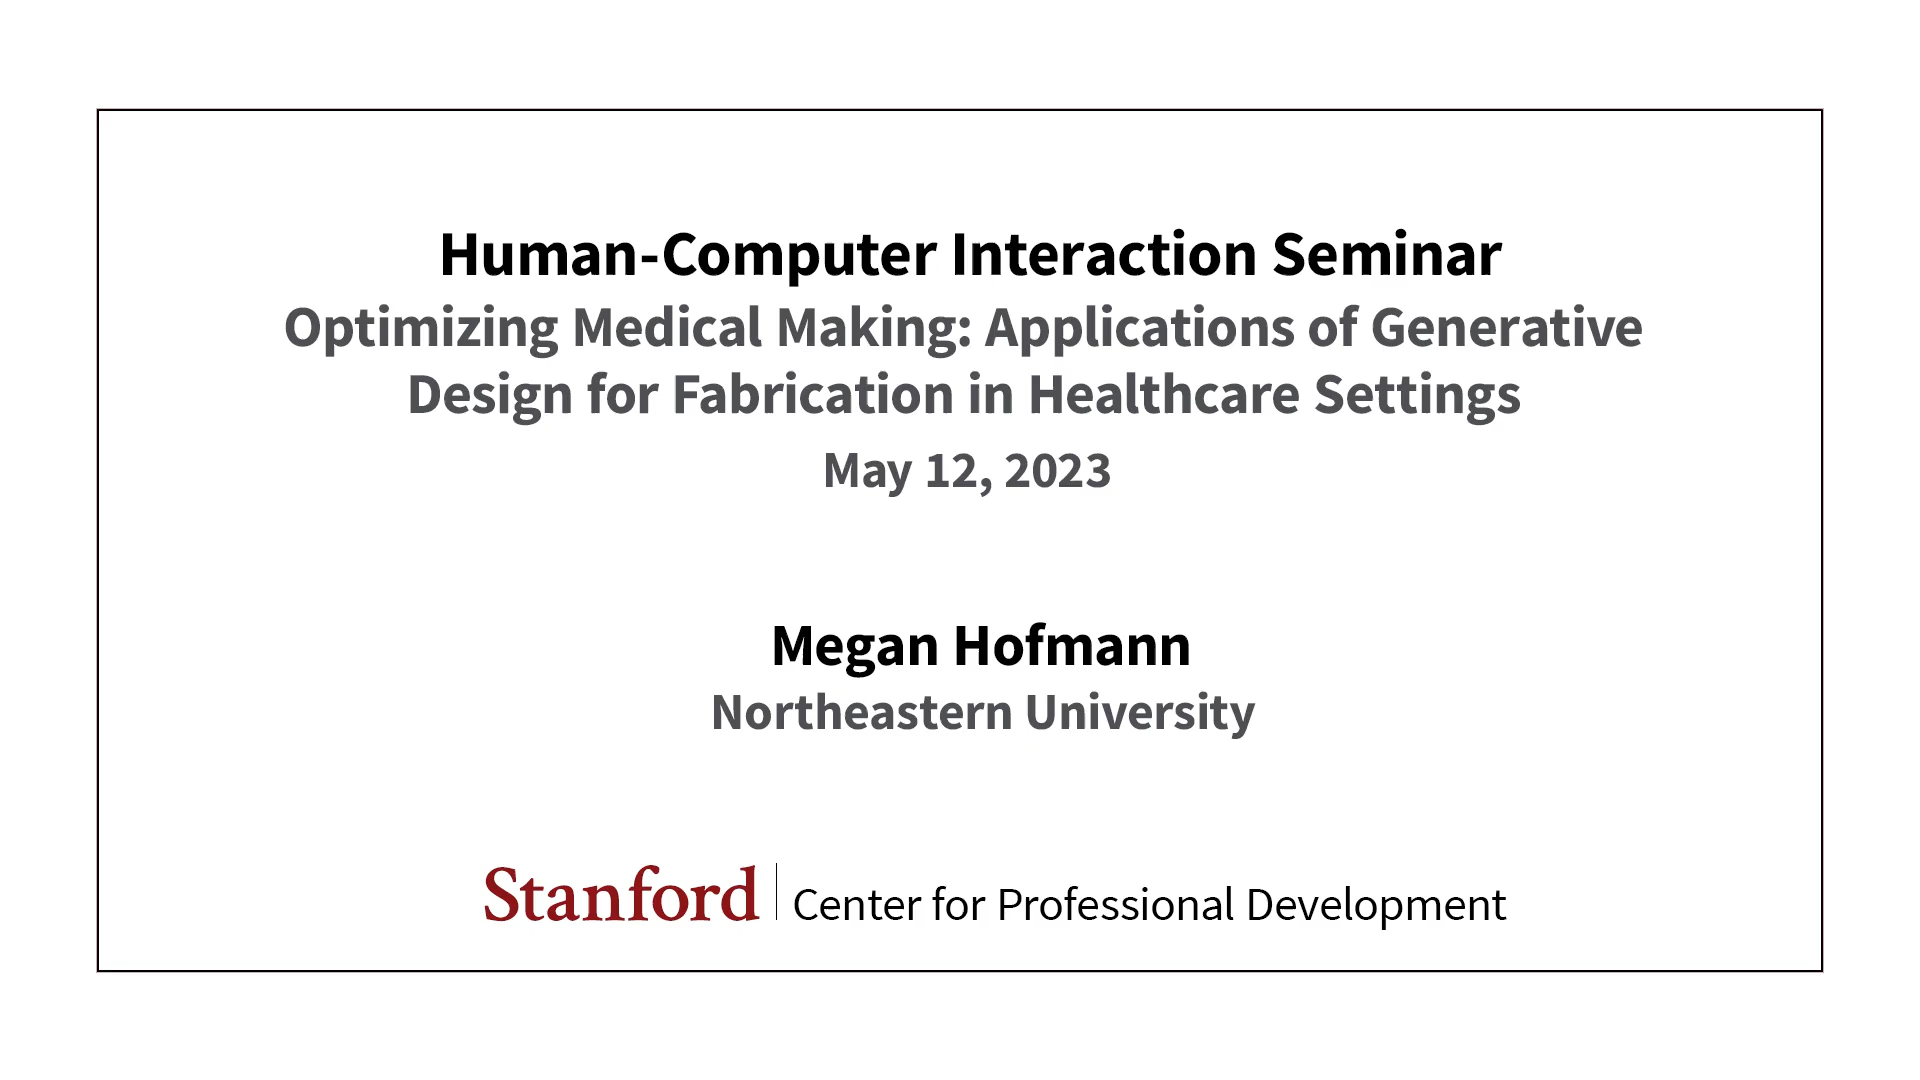 Human-Computer Interaction Seminar
Optimizing Medical Making: Applications of Generative
Design for Fabrication in Healthcare Settings
May 12, 2023
Megan Hofmann
Northeastern University
Stanford | Center for Professional Development